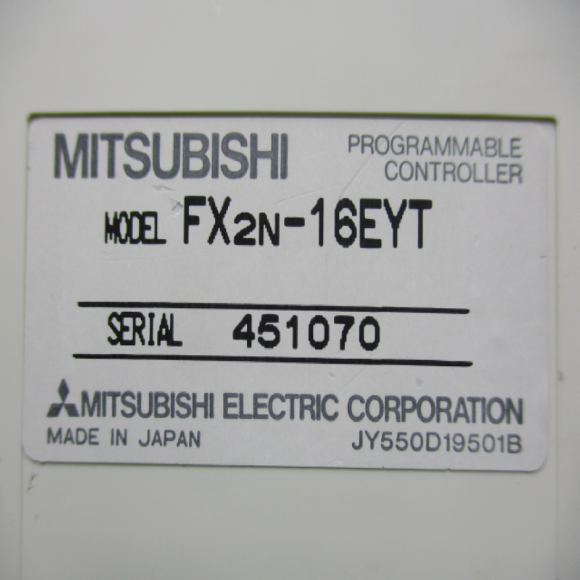 MITSUBISHI
PROGRAMMABLE
CONTROLLER
MODEL FX2N-16EYT
SERIAL 451070
MITSUBISHI ELECTRIC CORPORATION
MADE IN JAPAN JY550D19501B